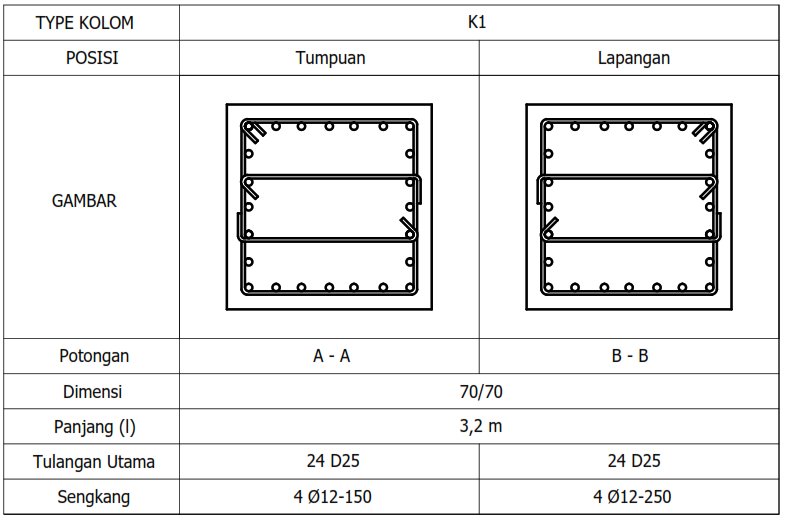 TYPE KOLOM K1
POSISI Tumpuan Lapangan
GAMBAR
Potongan A - A B - B
Dimensi 70/70
Panjang (l) 3,2 m
Tulangan Utama 24 D25 24 D25
Sengkang 4 Ø12-150 4 Ø12-250